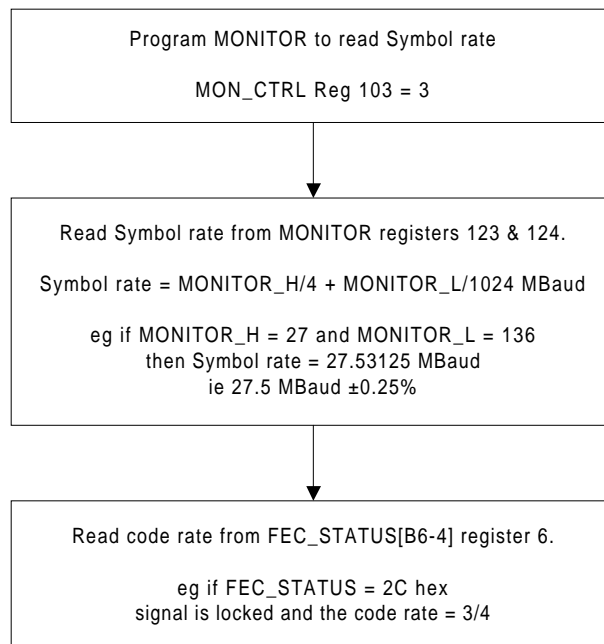 Program MONITOR to read Symbol rate
MON_CTRL Reg 103 = 3
Read Symbol rate from MONITOR registers 123 & 124.
Symbol rate = MONITOR_H/4 + MONITOR_L/1024 MBaud
eg if MONITOR_H = 27 and MONITOR_L = 136
then Symbol rate = 27.53125 MBaud
ie 27.5 MBaud ±0.25%
Read code rate from FEC_STATUS[B6-4] register 6.
eg if FEC_STATUS = 2C hex
signal is locked and the code rate = 3/4